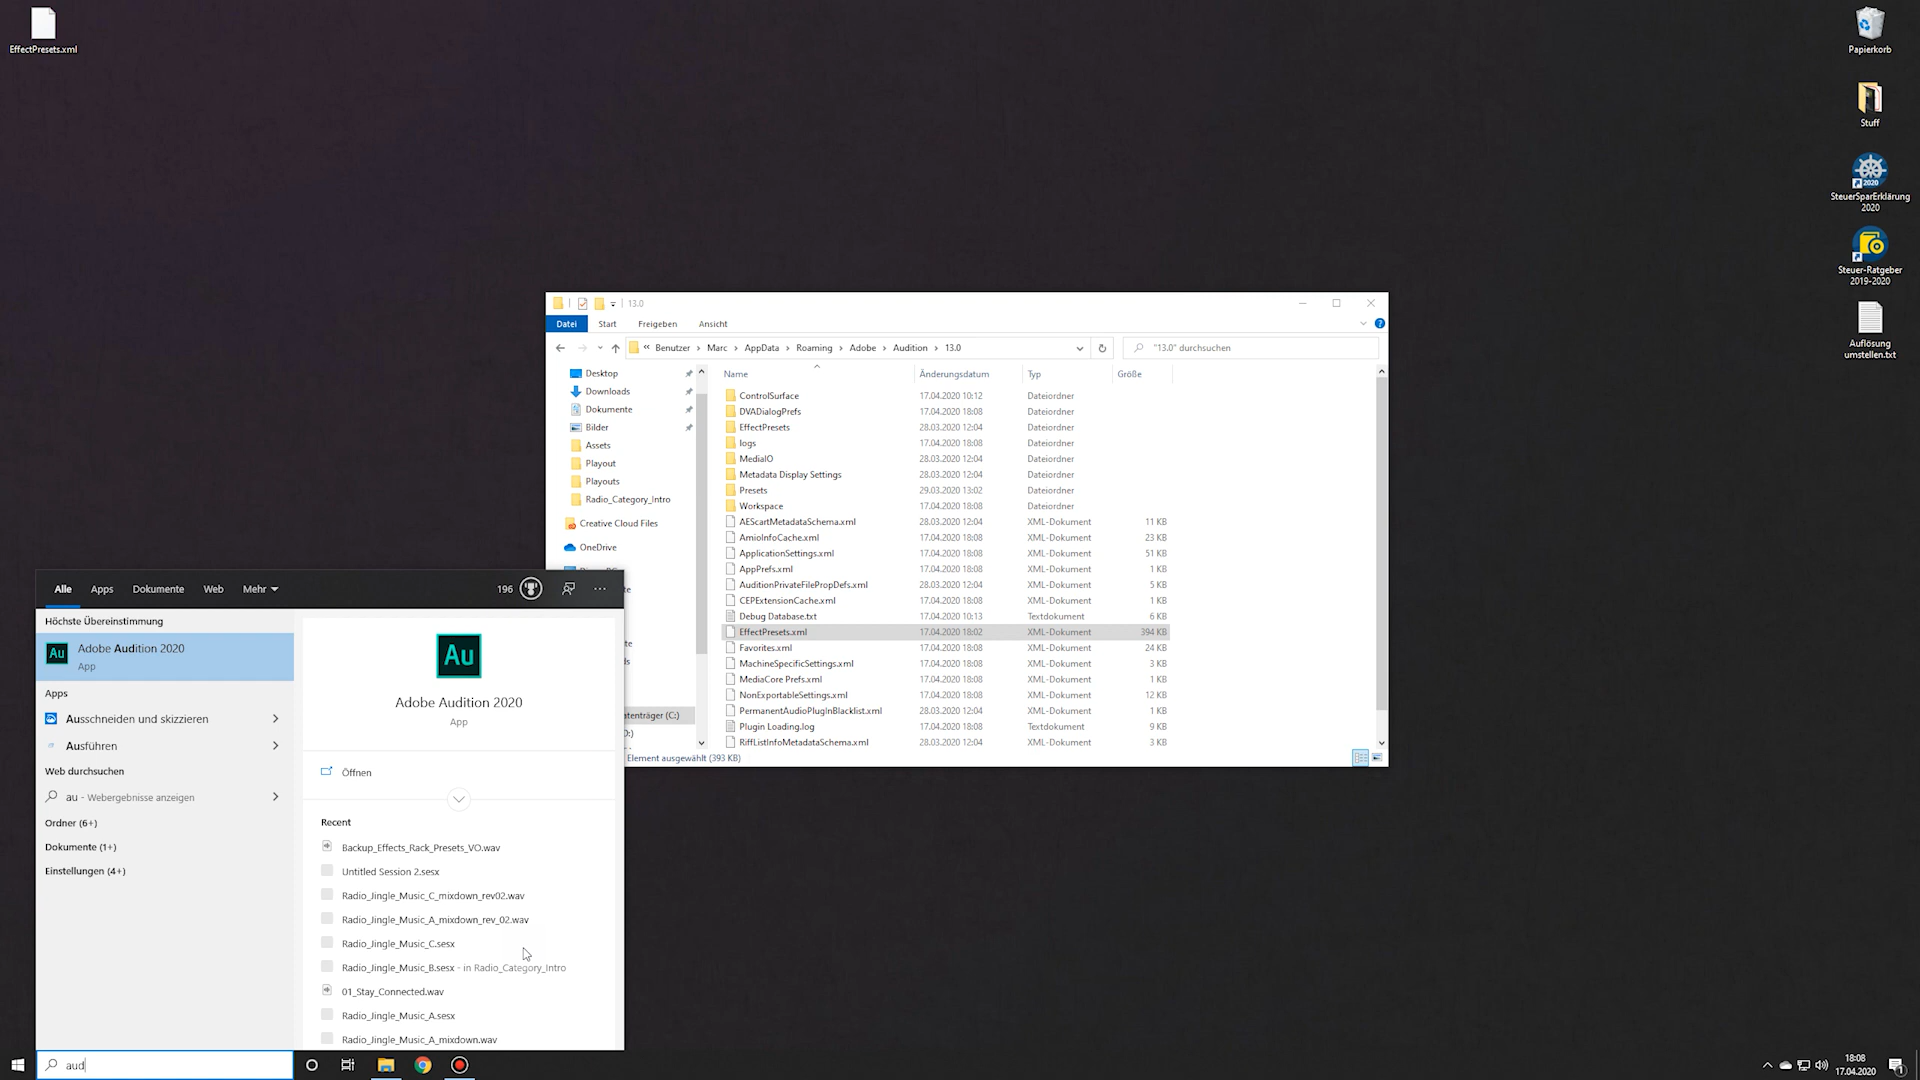 EffectPresets.xml
Papierkorb
Stuff
2020
SteuerSparErklärung
2020
Steuer-Ratgeber
2019-2020
Auflösung
umstellen.txt
13.0
Datei Start Freigeben Ansicht
« Benutzer › Marc › AppData › Roaming › Adobe › Audition › 13.0
"13.0" durchsuchen
Desktop
Downloads
Dokumente
Bilder
Assets
Playout
Playouts
Radio_Category_Intro
Creative Cloud Files
OneDrive
atenträger (C:)
Name Änderungsdatum Typ Größe
ControlSurface 17.04.2020 10:12 Dateiordner
DVADialogPrefs 17.04.2020 18:08 Dateiordner
EffectPresets 28.03.2020 12:04 Dateiordner
logs 17.04.2020 18:08 Dateiordner
MediaIO 28.03.2020 12:04 Dateiordner
Metadata Display Settings 28.03.2020 12:04 Dateiordner
Presets 29.03.2020 13:02 Dateiordner
Workspace 17.04.2020 18:08 Dateiordner
AEScartMetadataSchema.xml 28.03.2020 12:04 XML-Dokument 11 KB
AmioInfoCache.xml 17.04.2020 18:08 XML-Dokument 23 KB
ApplicationSettings.xml 17.04.2020 18:08 XML-Dokument 51 KB
AppPrefs.xml 17.04.2020 18:08 XML-Dokument 1 KB
AuditionPrivateFilePropDefs.xml 28.03.2020 12:04 XML-Dokument 5 KB
CEPExtensionCache.xml 17.04.2020 18:08 XML-Dokument 1 KB
Debug Database.txt 17.04.2020 10:13 Textdokument 6 KB
EffectPresets.xml 17.04.2020 18:02 XML-Dokument 394 KB
Favorites.xml 17.04.2020 18:08 XML-Dokument 24 KB
MachineSpecificSettings.xml 17.04.2020 18:08 XML-Dokument 3 KB
MediaCore Prefs.xml 17.04.2020 18:08 XML-Dokument 1 KB
NonExportableSettings.xml 17.04.2020 18:08 XML-Dokument 12 KB
PermanentAudioPlugInBlacklist.xml 28.03.2020 12:04 XML-Dokument 1 KB
Plugin Loading.log 17.04.2020 18:08 Textdokument 9 KB
RiffListInfoMetadataSchema.xml 28.03.2020 12:04 XML-Dokument 3 KB
Element ausgewählt (393 KB)
Alle Apps Dokumente Web Mehr 196
Höchste Übereinstimmung
Au Adobe Audition 2020
App
Apps
Ausschneiden und skizzieren
Ausführen
Web durchsuchen
au - Webergebnisse anzeigen
Ordner (6+)
Dokumente (1+)
Einstellungen (4+)
Au
Adobe Audition 2020
App
Öffnen
Recent
Backup_Effects_Rack_Presets_VO.wav
Untitled Session 2.sesx
Radio_Jingle_Music_C_mixdown_rev02.wav
Radio_Jingle_Music_A_mixdown_rev_02.wav
Radio_Jingle_Music_C.sesx
Radio_Jingle_Music_B.sesx - in Radio_Category_Intro
01_Stay_Connected.wav
Radio_Jingle_Music_A.sesx
Radio_Jingle_Music_A_mixdown.wav
aud
18:08
17.04.2020
1